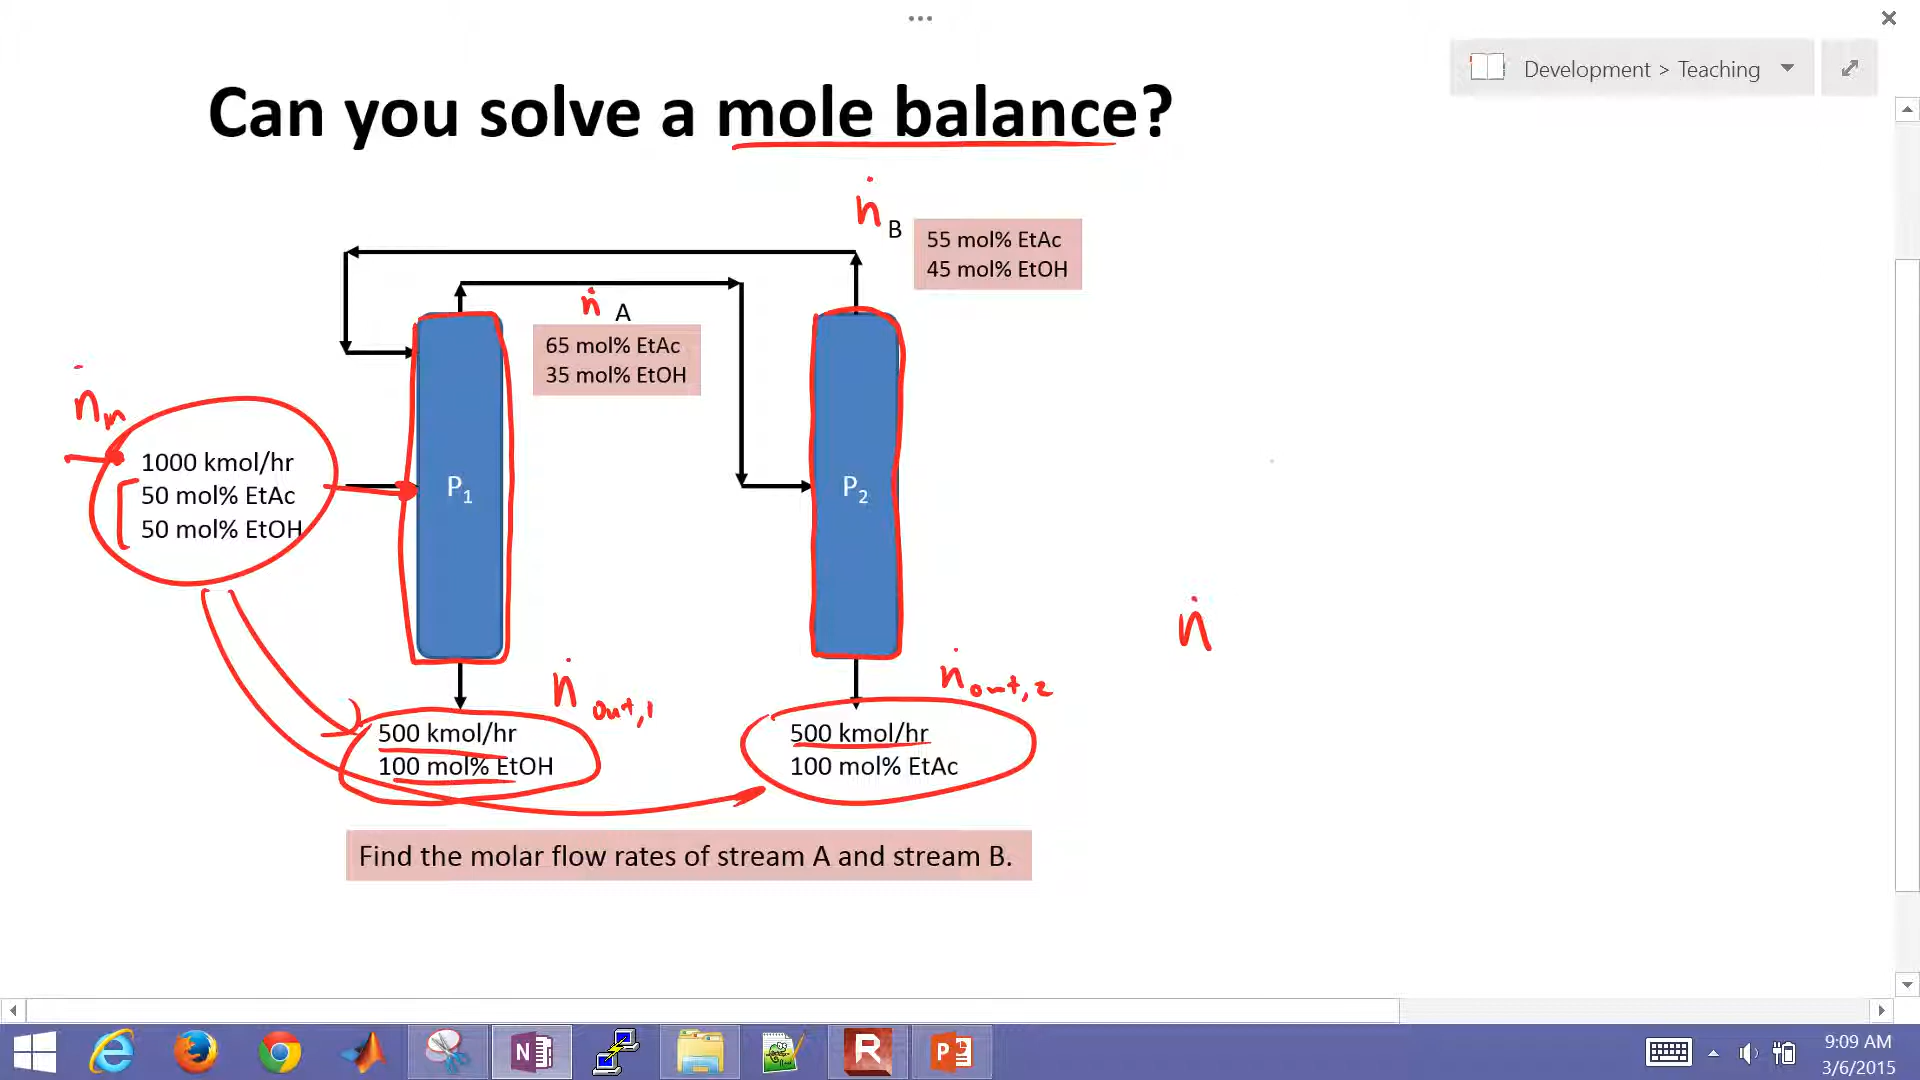 Development > Teaching
Can you solve a mole balance?
ṅ B
55 mol% EtAc
45 mol% EtOH
ṅ A
65 mol% EtAc
35 mol% EtOH
ṅin
1000 kmol/hr
50 mol% EtAc
50 mol% EtOH
P1
P2
ṅ
ṅout,1
ṅout,2
500 kmol/hr
100 mol% EtOH
500 kmol/hr
100 mol% EtAc
Find the molar flow rates of stream A and stream B.
9:09 AM
3/6/2015